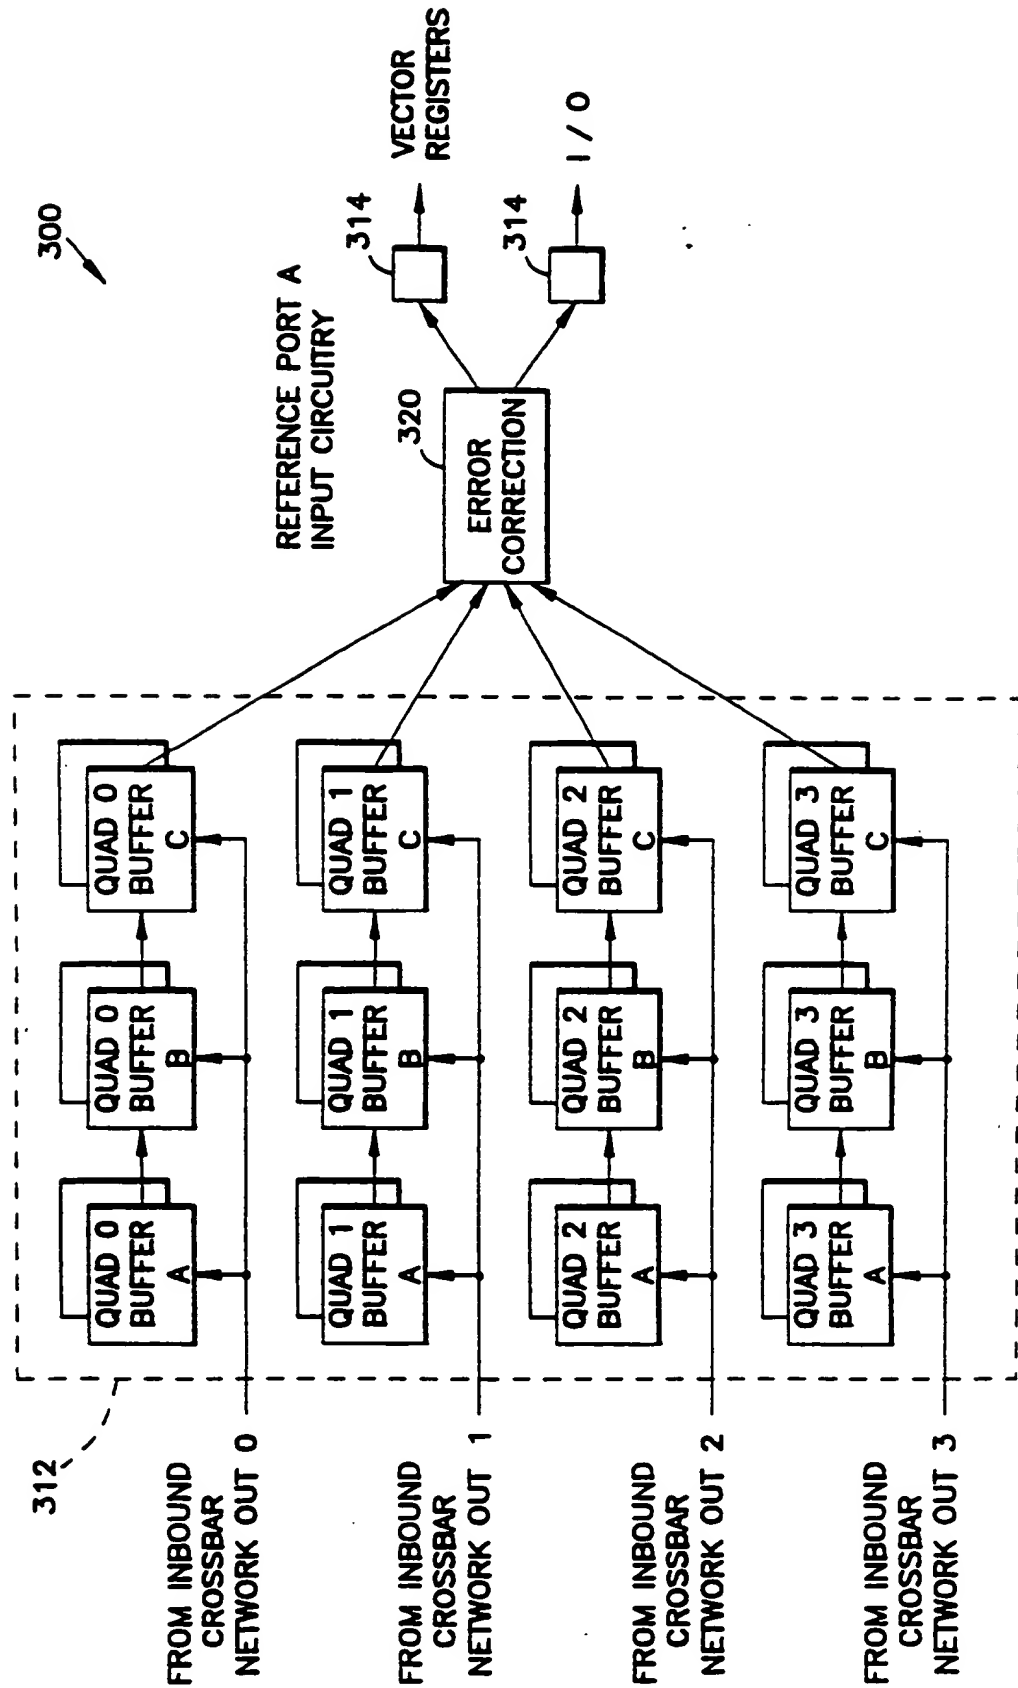 300
REFERENCE PORT A
INPUT CIRCUITRY
312
FROM INBOUND
CROSSBAR
NETWORK OUT 0
QUAD 0
BUFFER
A
QUAD 0
BUFFER
B
QUAD 0
BUFFER
C
FROM INBOUND
CROSSBAR
NETWORK OUT 1
QUAD 1
BUFFER
A
QUAD 1
BUFFER
B
QUAD 1
BUFFER
C
FROM INBOUND
CROSSBAR
NETWORK OUT 2
QUAD 2
BUFFER
A
QUAD 2
BUFFER
B
QUAD 2
BUFFER
C
FROM INBOUND
CROSSBAR
NETWORK OUT 3
QUAD 3
BUFFER
A
QUAD 3
BUFFER
B
QUAD 3
BUFFER
C
320
ERROR
CORRECTION
314
VECTOR
REGISTERS
314
I / O